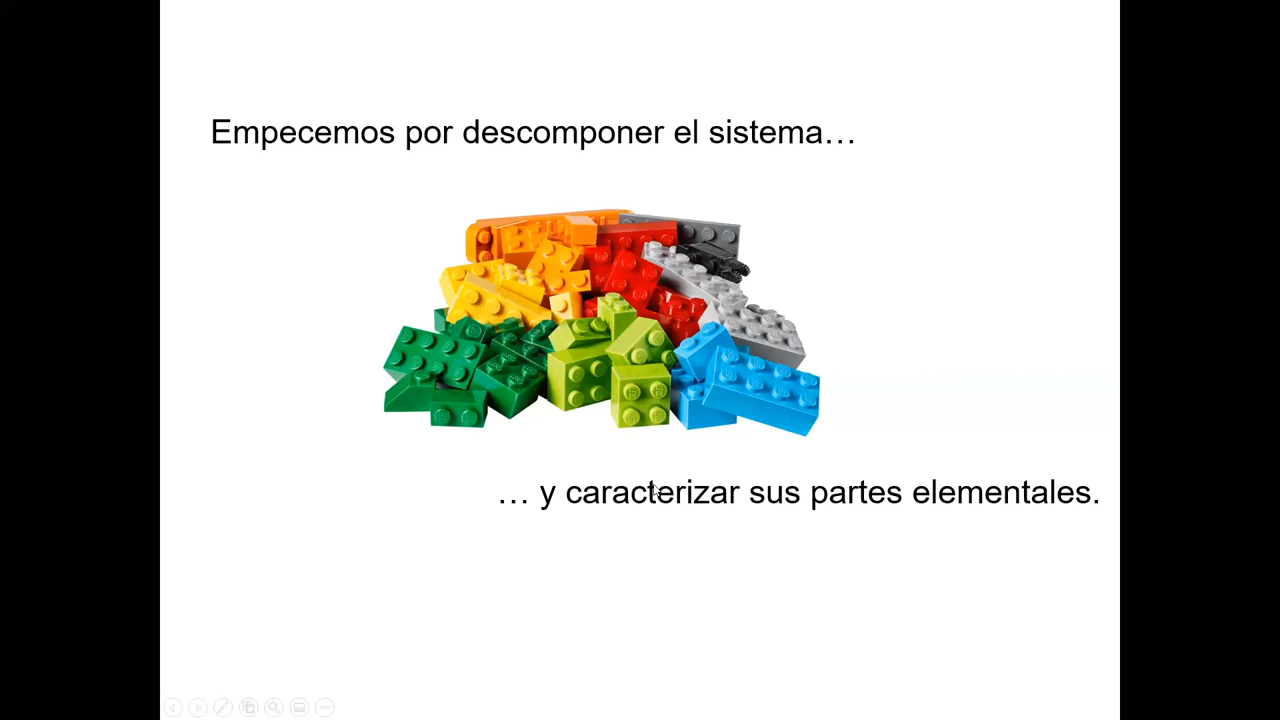 Empecemos por descomponer el sistema…
… y caracterizar sus partes elementales.